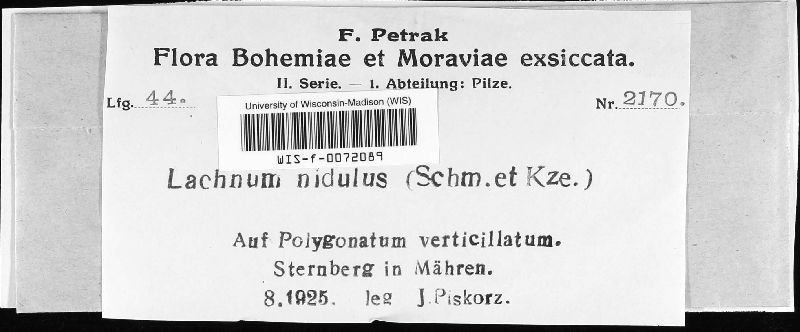 F. Petrak
Flora Bohemiae et Moraviae exsiccata.
II. Serie. — 1. Abteilung: Pilze.
Lfg. 44.
Nr. 2170.
University of Wisconsin-Madison (WIS)
WIS-f-0072089
Lachnum nidulus (Schm. et Kze.)
Auf Polygonatum verticillatum.
Sternberg in Mähren.
8.1925. leg J. Piskorz.